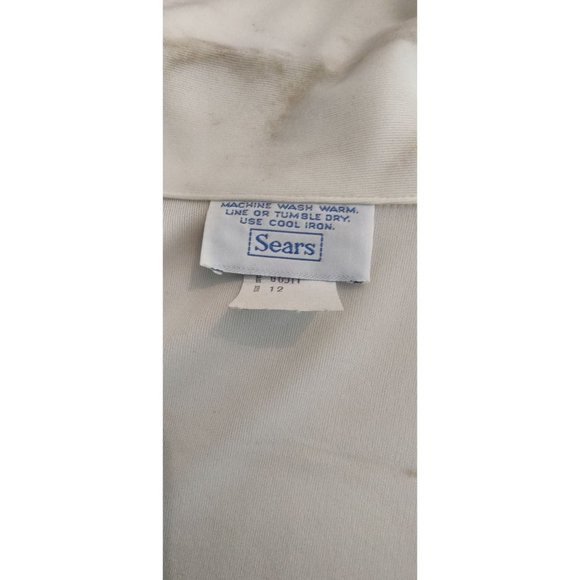 MACHINE WASH WARM.
LINE OR TUMBLE DRY.
USE COOL IRON.
Sears
12